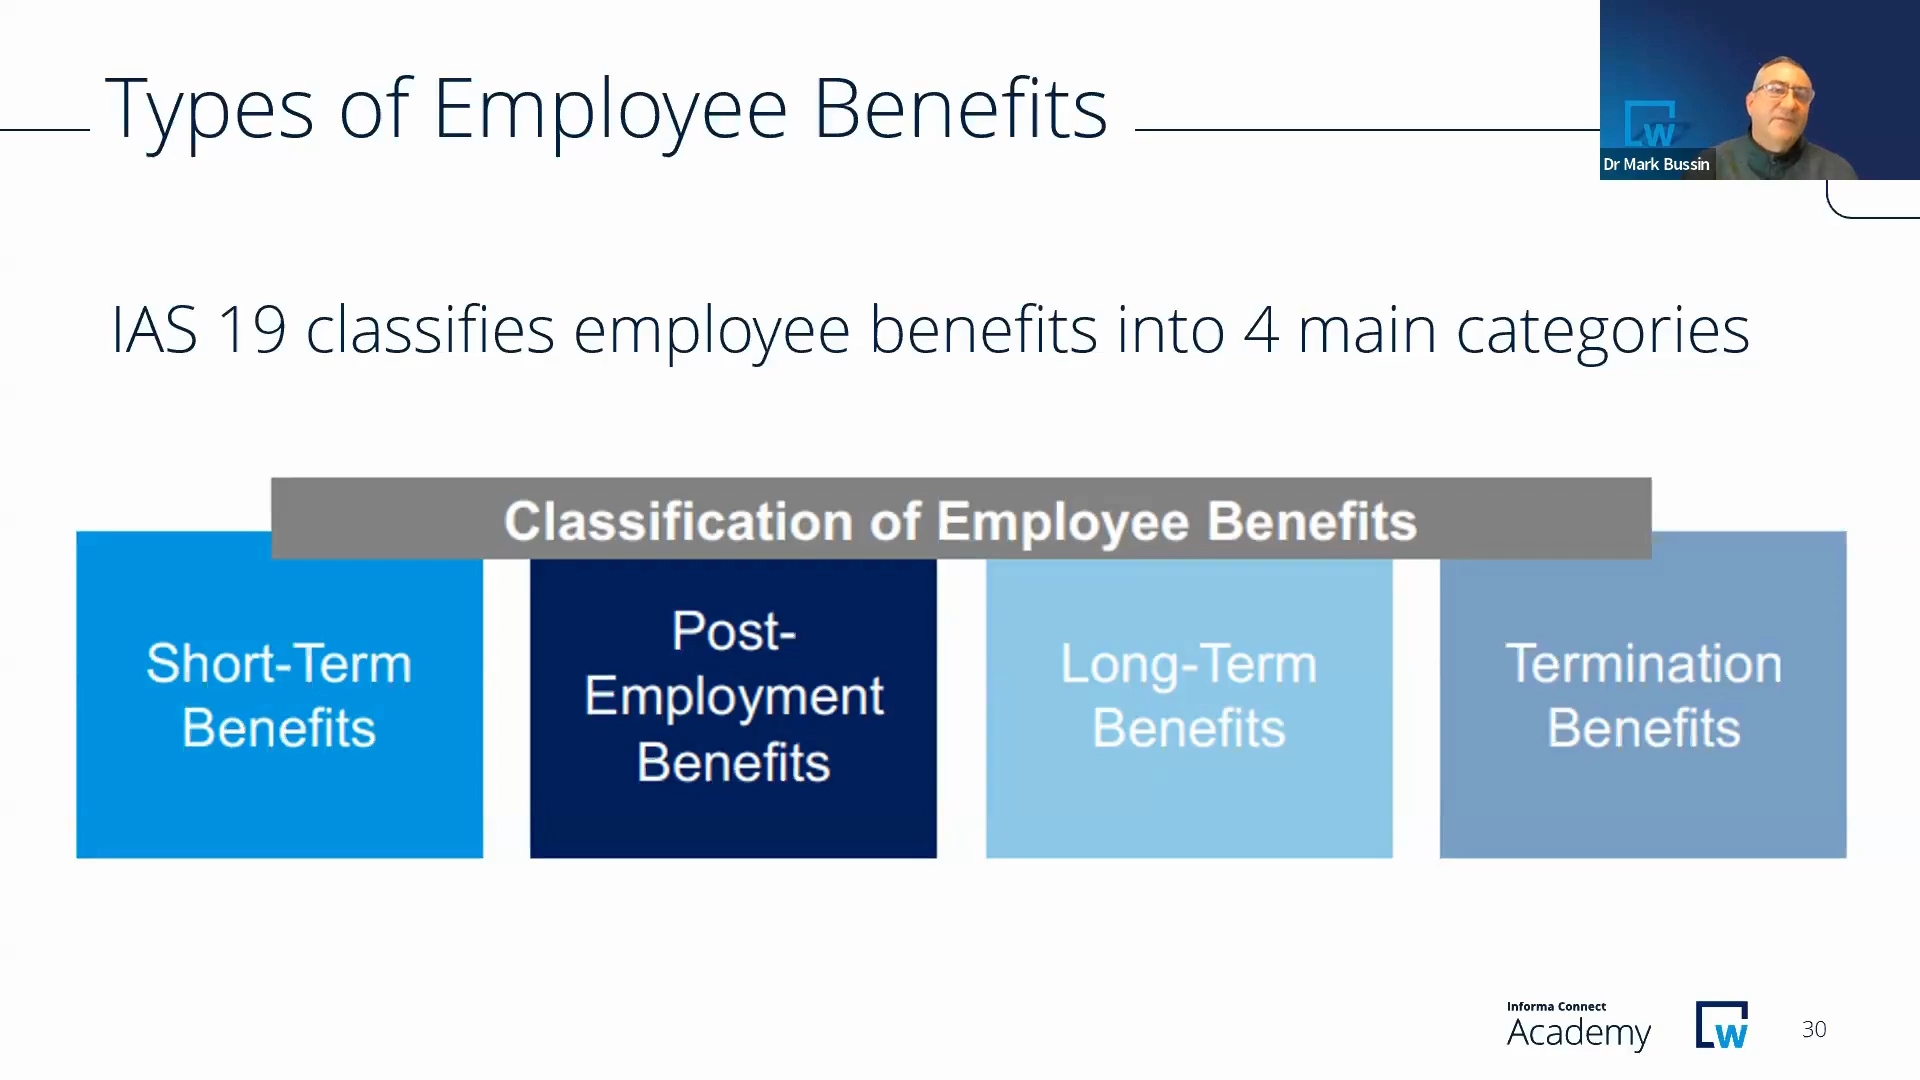 Types of Employee Benefits
W
Dr Mark Bussin
IAS 19 classifies employee benefits into 4 main categories
Classification of Employee Benefits
Short-Term
Benefits
Post-
Employment
Benefits
Long-Term
Benefits
Termination
Benefits
Informa Connect
Academy
W
30